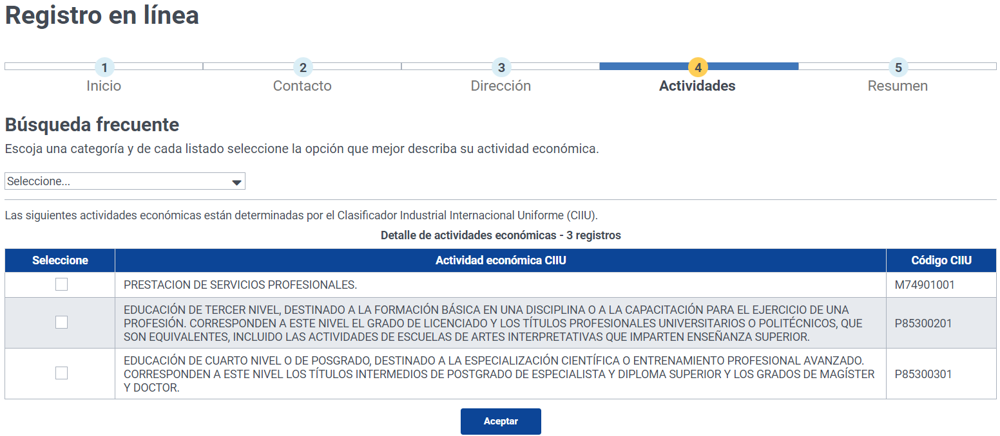 Registro en línea
1
2
3
4
5
Inicio
Contacto
Dirección
Actividades
Resumen
Búsqueda frecuente
Escoja una categoría y de cada listado seleccione la opción que mejor describa su actividad económica.
Seleccione...
Las siguientes actividades económicas están determinadas por el Clasificador Industrial Internacional Uniforme (CIIU).
Detalle de actividades económicas - 3 registros
Seleccione
Actividad económica CIIU
Código CIIU
PRESTACION DE SERVICIOS PROFESIONALES.
M74901001
EDUCACIÓN DE TERCER NIVEL, DESTINADO A LA FORMACIÓN BÁSICA EN UNA DISCIPLINA O A LA CAPACITACIÓN PARA EL EJERCICIO DE UNA
PROFESIÓN. CORRESPONDEN A ESTE NIVEL EL GRADO DE LICENCIADO Y LOS TÍTULOS PROFESIONALES UNIVERSITARIOS O POLITÉCNICOS, QUE
SON EQUIVALENTES, INCLUIDO LAS ACTIVIDADES DE ESCUELAS DE ARTES INTERPRETATIVAS QUE IMPARTEN ENSEÑANZA SUPERIOR.
P85300201
EDUCACIÓN DE CUARTO NIVEL O DE POSGRADO, DESTINADO A LA ESPECIALIZACIÓN CIENTÍFICA O ENTRENAMIENTO PROFESIONAL AVANZADO.
CORRESPONDEN A ESTE NIVEL LOS TÍTULOS INTERMEDIOS DE POSTGRADO DE ESPECIALISTA Y DIPLOMA SUPERIOR Y LOS GRADOS DE MAGÍSTER
Y DOCTOR.
P85300301
Aceptar